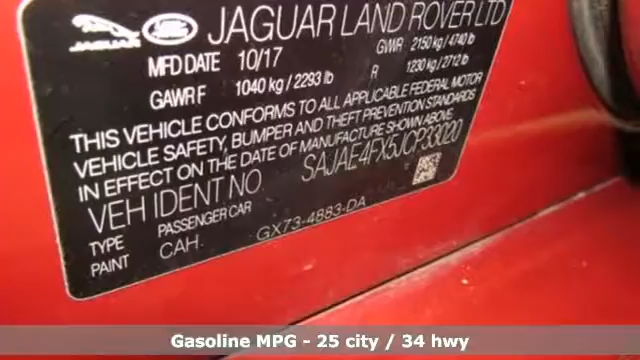 JAGUAR JAGUAR LAND ROVER LTD
MFD DATE 10/17 GWR 2150 kg / 4740 lb
GAWR F 1040 kg / 2293 lb R 1230 kg / 2712 lb
THIS VEHICLE CONFORMS TO ALL APPLICABLE FEDERAL MOTOR
VEHICLE SAFETY, BUMPER AND THEFT PREVENTION STANDARDS
IN EFFECT ON THE DATE OF MANUFACTURE SHOWN ABOVE
VEH IDENT NO. SAJAE4FX5JCP33020
TYPE PASSENGER CAR
PAINT CAH GX73-4883-DA
Gasoline MPG - 25 city / 34 hwy